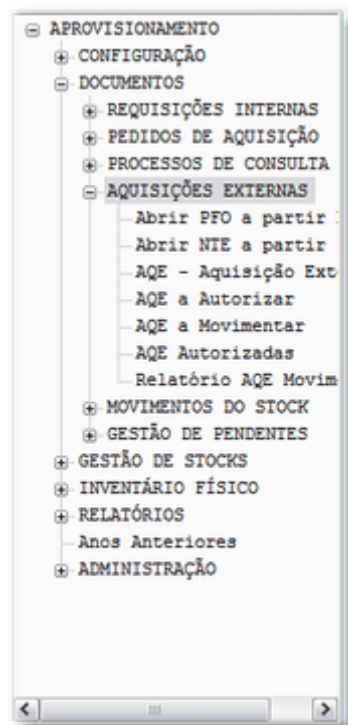 APROVISIONAMENTO
CONFIGURAÇÃO
DOCUMENTOS
REQUISIÇÕES INTERNAS
PEDIDOS DE AQUISIÇÃO
PROCESSOS DE CONSULTA
AQUISIÇÕES EXTERNAS
Abrir PFO a partir
Abrir NTE a partir
AQE - Aquisição Ext
AQE a Autorizar
AQE a Movimentar
AQE Autorizadas
Relatório AQE Movim
MOVIMENTOS DO STOCK
GESTÃO DE PENDENTES
GESTÃO DE STOCKS
INVENTÁRIO FÍSICO
RELATÓRIOS
Anos Anteriores
ADMINISTRAÇÃO